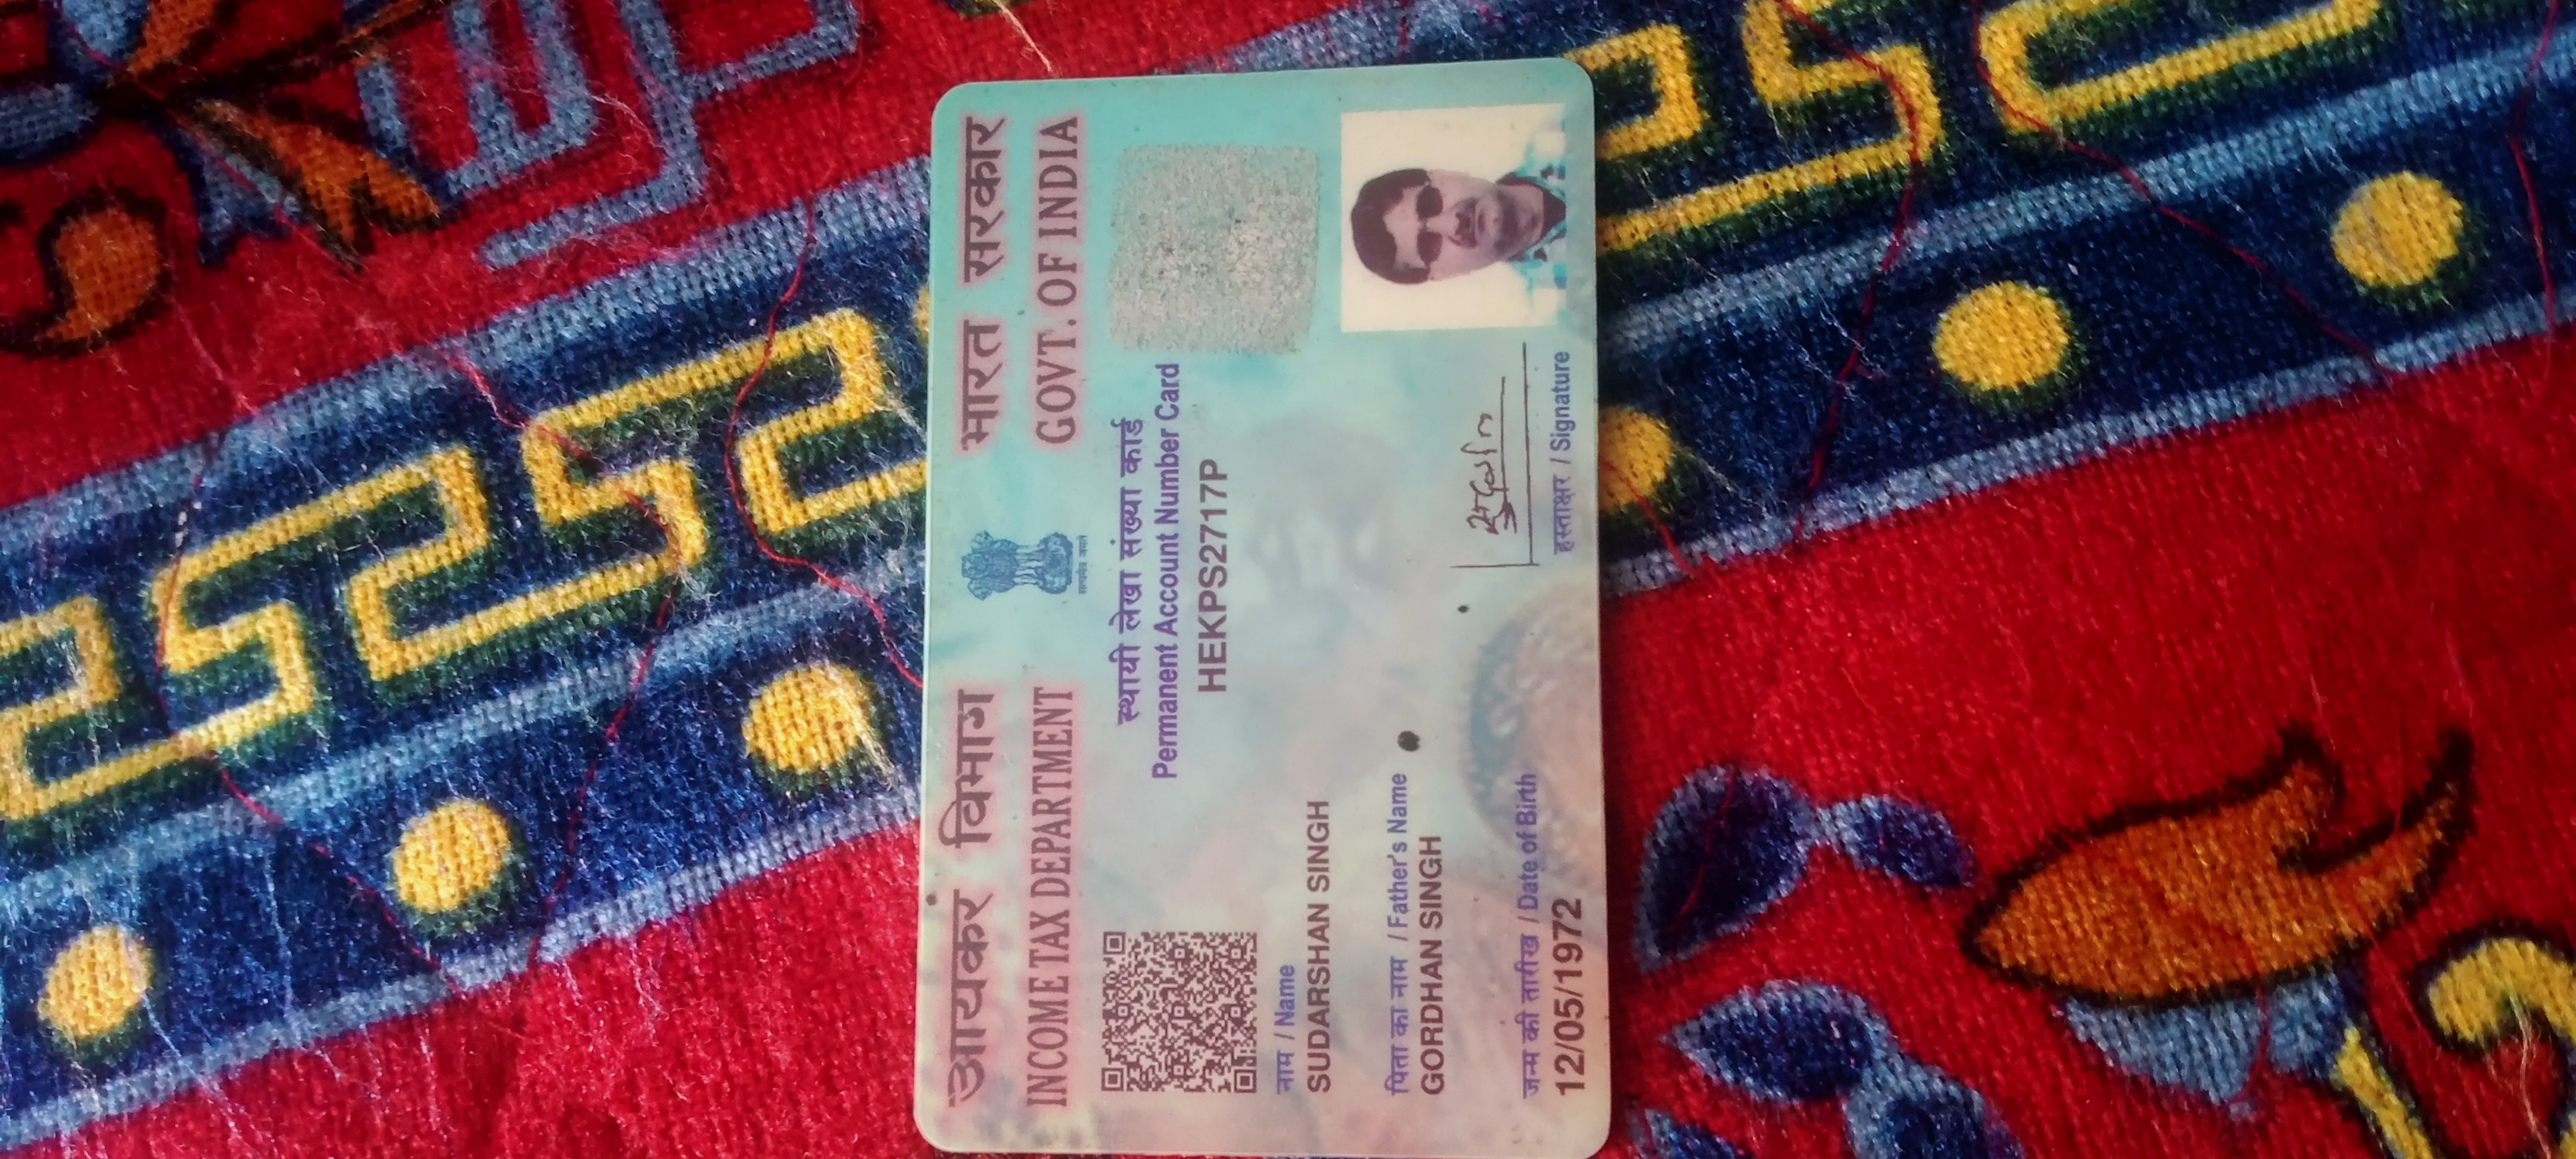 आयकर विभाग
INCOME TAX DEPARTMENT
सत्यमेव जयते
भारत सरकार
GOVT. OF INDIA
स्थायी लेखा संख्या कार्ड
Permanent Account Number Card
HEKPS2717P
नाम / Name
SUDARSHAN SINGH
पिता का नाम / Father's Name
GORDHAN SINGH
जन्म की तारीख / Date of Birth
12/05/1972
हस्ताक्षर / Signature